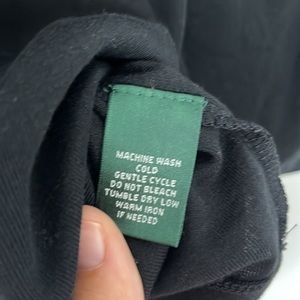 MACHINE WASH
COLD
GENTLE CYCLE
DO NOT BLEACH
TUMBLE DRY LOW
WARM IRON
IF NEEDED